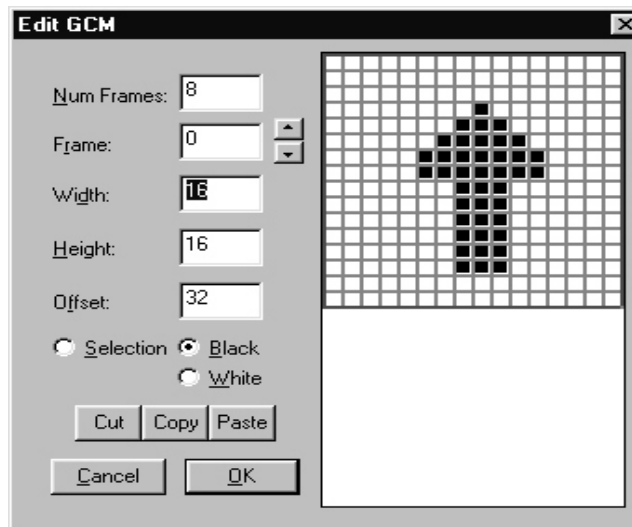 Edit GCM
Num Frames: 8
Frame: 0
Width: 16
Height: 16
Offset: 32
Selection Black
White
Cut Copy Paste
Cancel OK